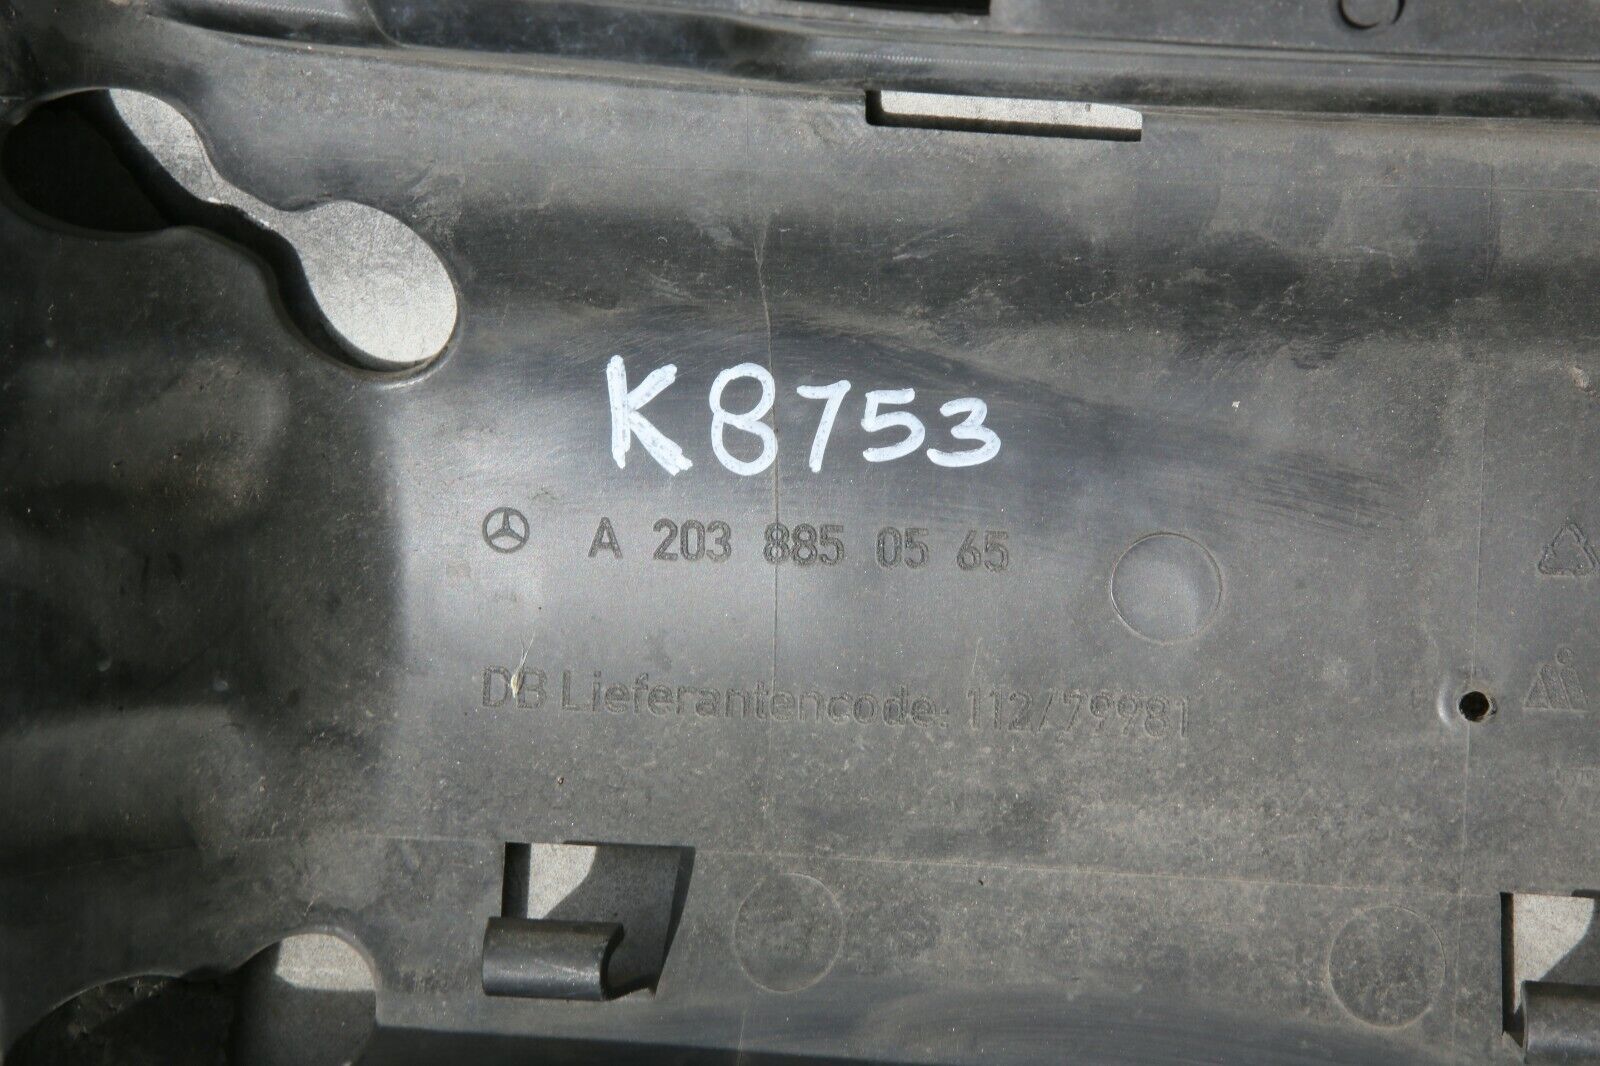 K8753
A 203 885 05 65
DB Lieferantencode: 112/79981